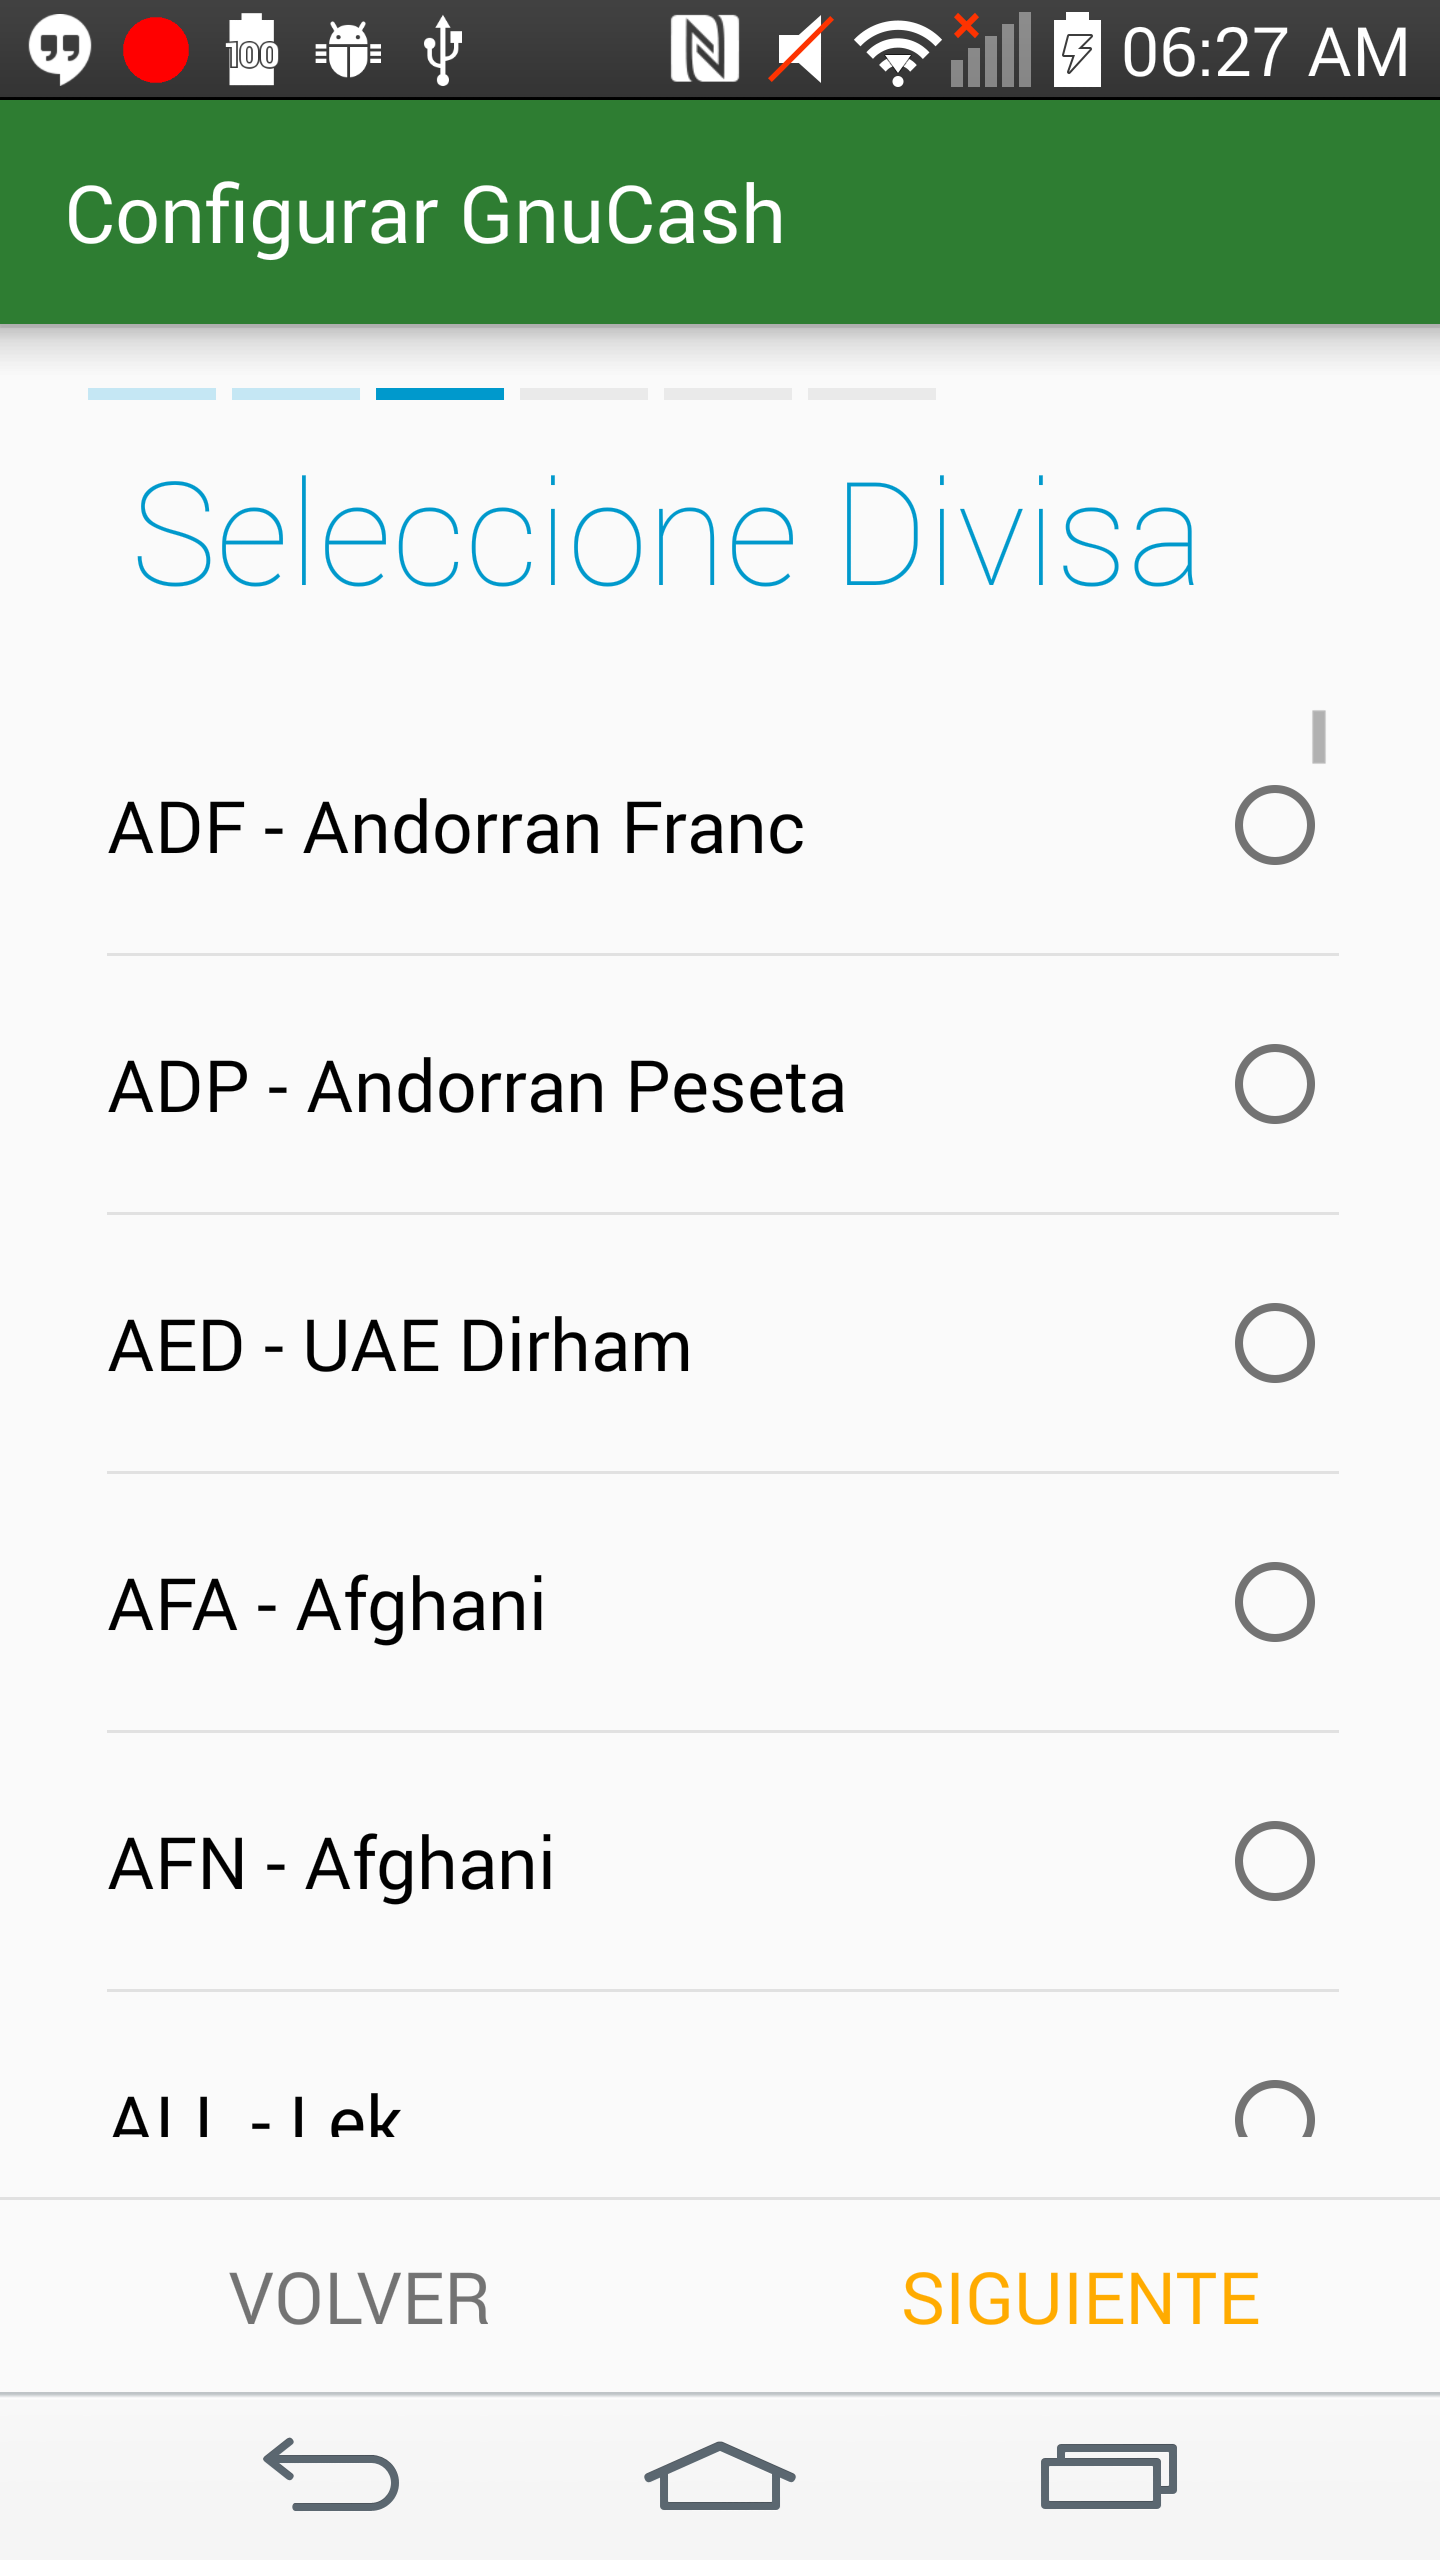 100
06:27 AM
Configurar GnuCash
Seleccione Divisa
ADF - Andorran Franc
ADP - Andorran Peseta
AED - UAE Dirham
AFA - Afghani
AFN - Afghani
ALL - Lek
VOLVER
SIGUIENTE